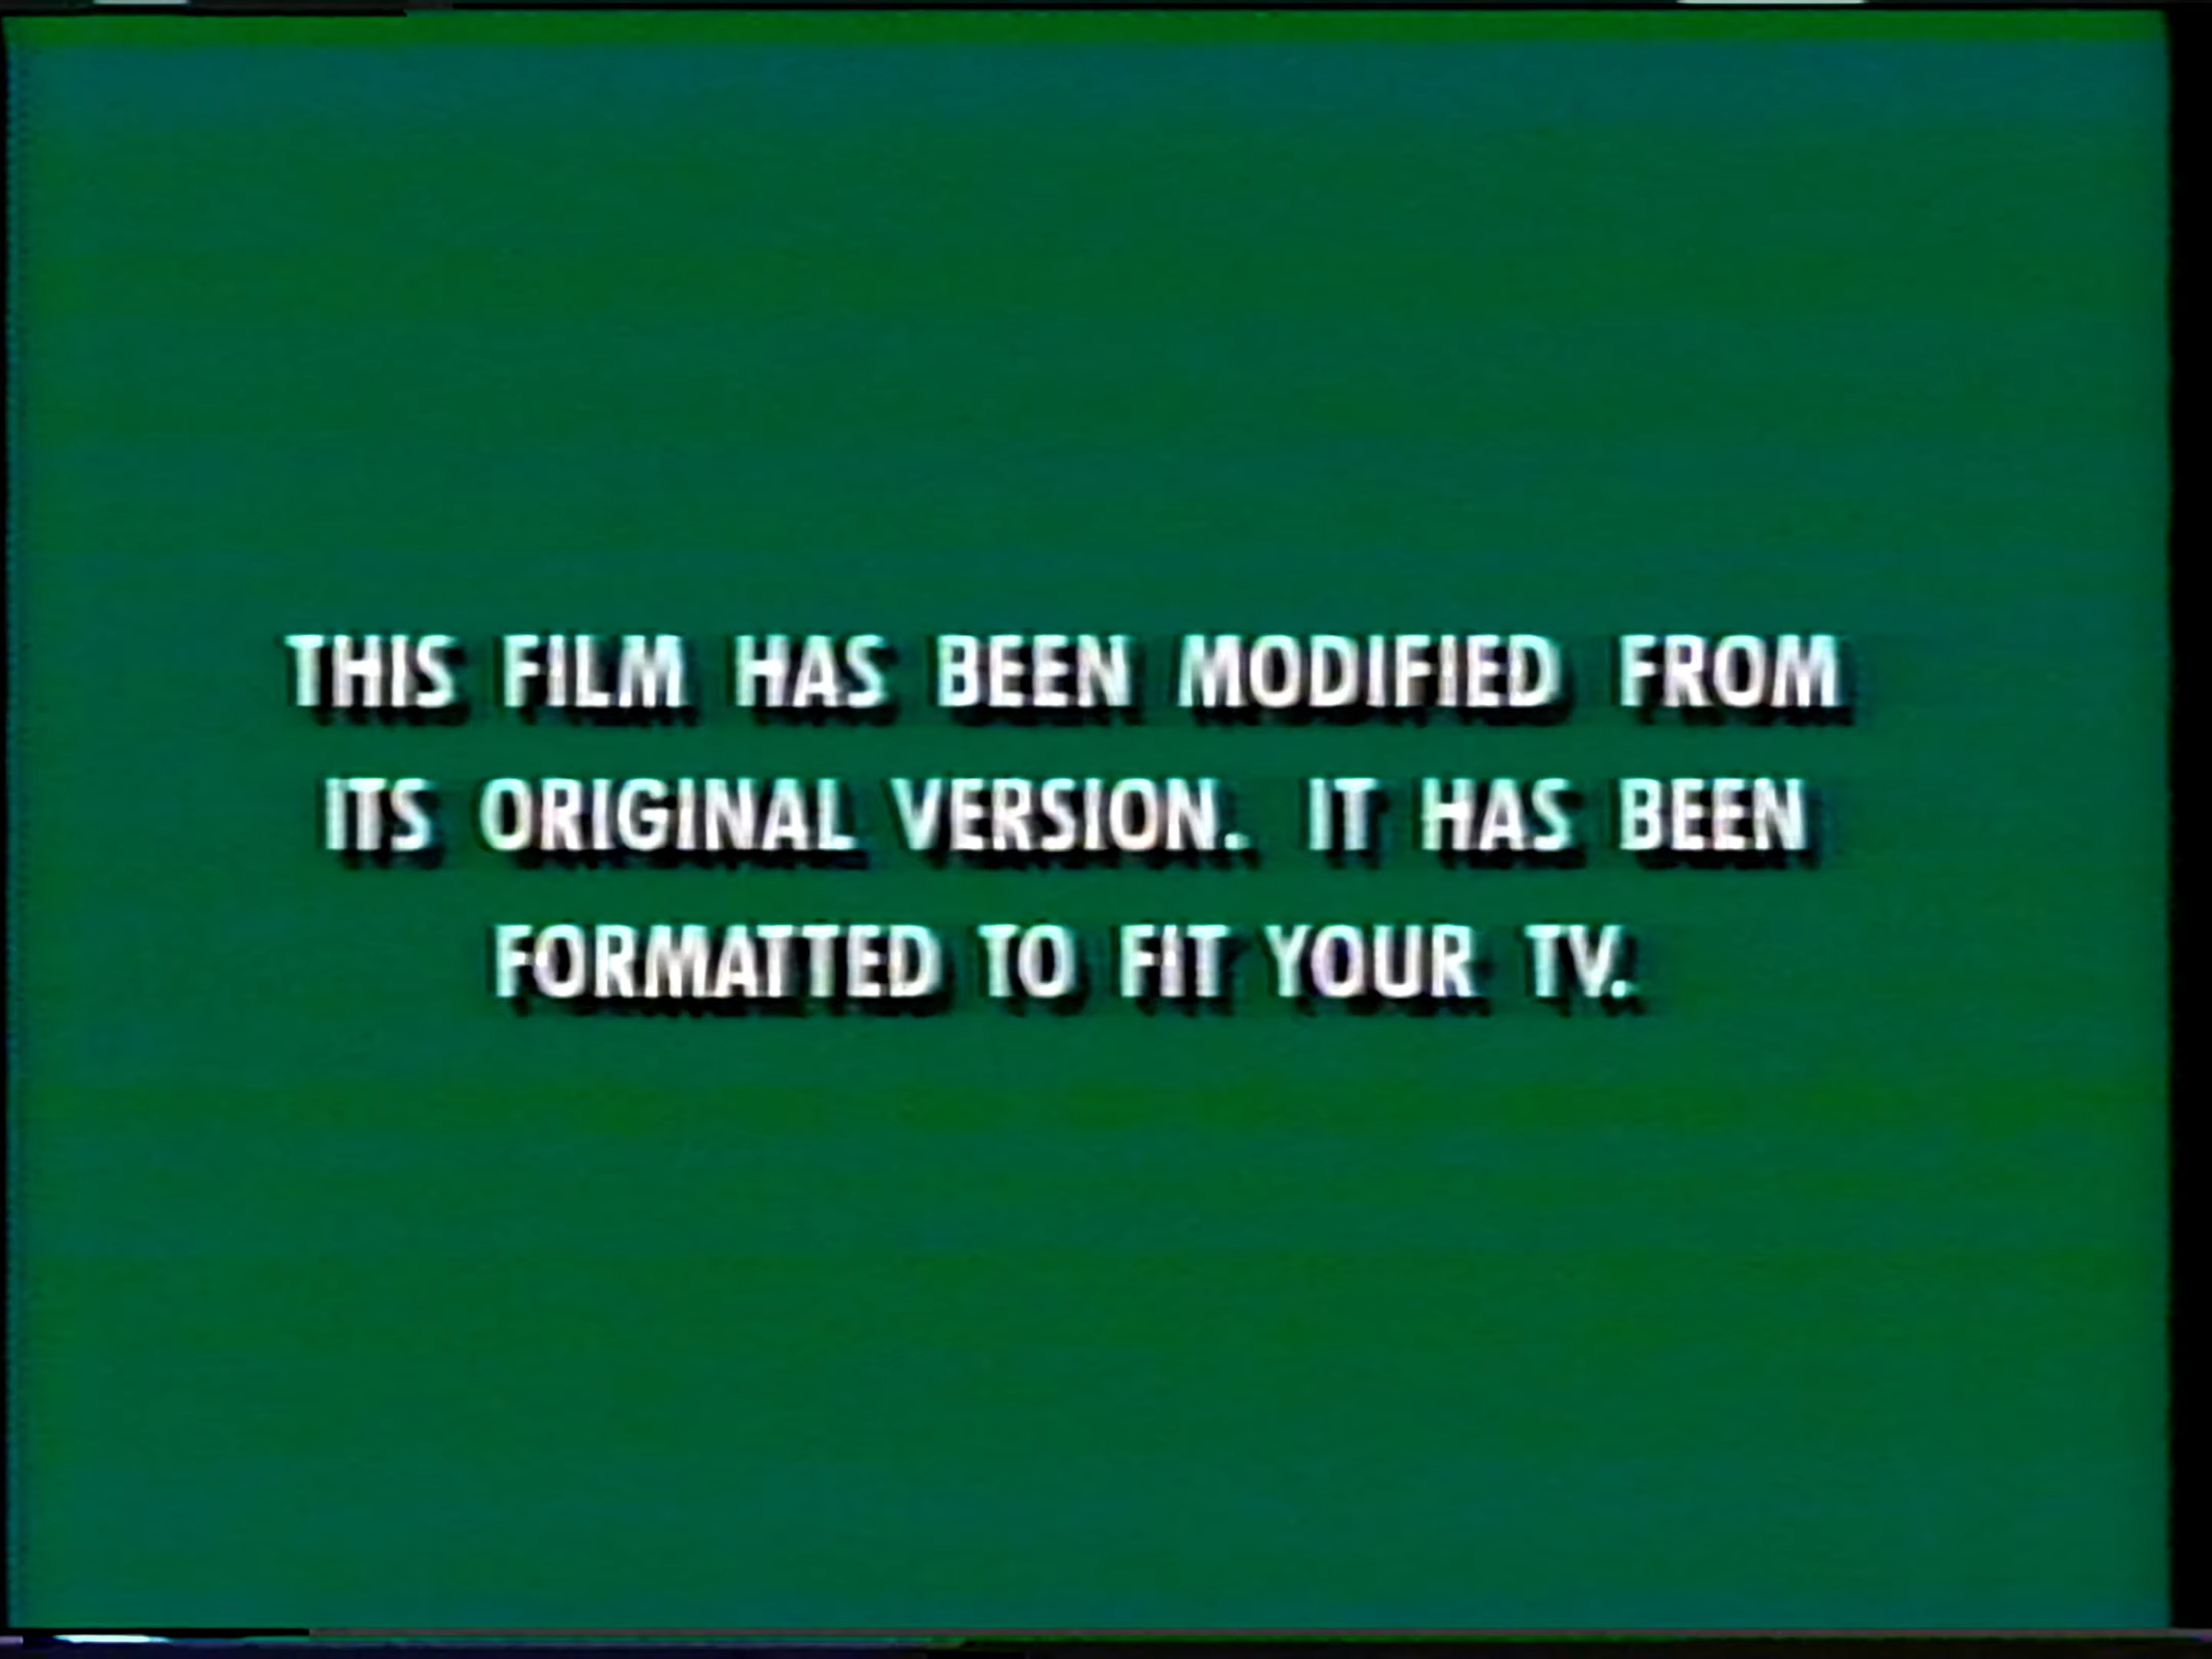 THIS FILM HAS BEEN MODIFIED FROM
ITS ORIGINAL VERSION. IT HAS BEEN
FORMATTED TO FIT YOUR TV.